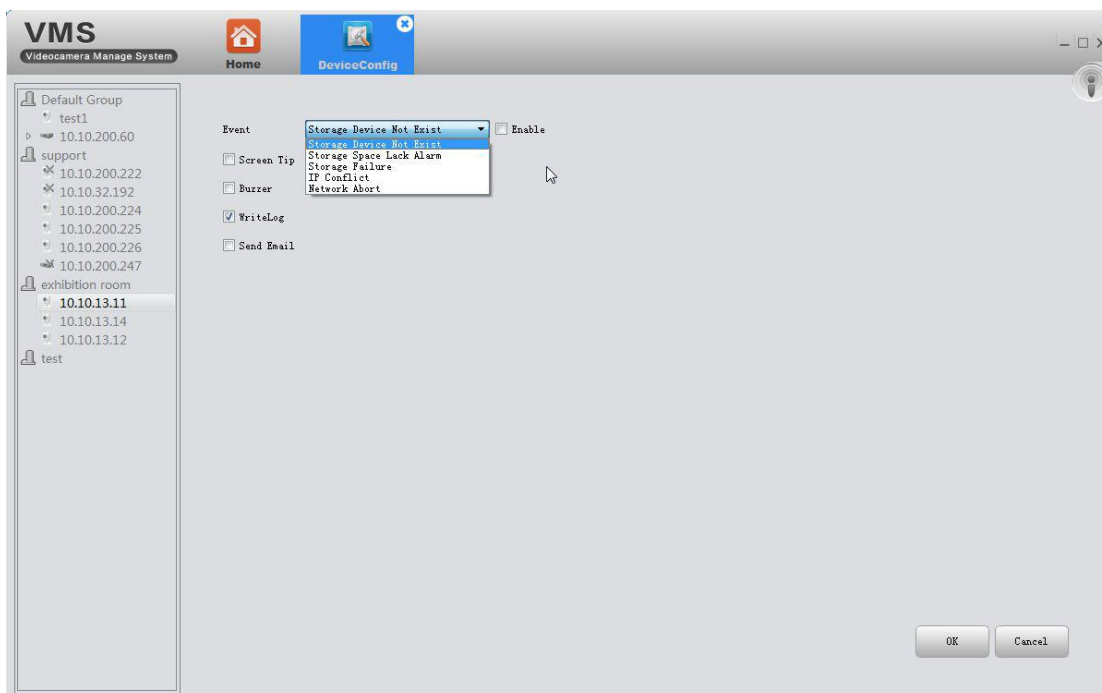 VMS
Videocamera Manage System
Home
DeviceConfig
Default Group
test1
10.10.200.60
support
10.10.200.222
10.10.32.192
10.10.200.224
10.10.200.225
10.10.200.226
10.10.200.247
exhibition room
10.10.13.11
10.10.13.14
10.10.13.12
test
Event Storage Device Not Exist Enable
Storage Device Not Exist
Storage Space Lack Alarm
Storage Failure
IP Conflict
Network Abort
Screen Tip
Buzzer
WriteLog
Send Email
OK Cancel